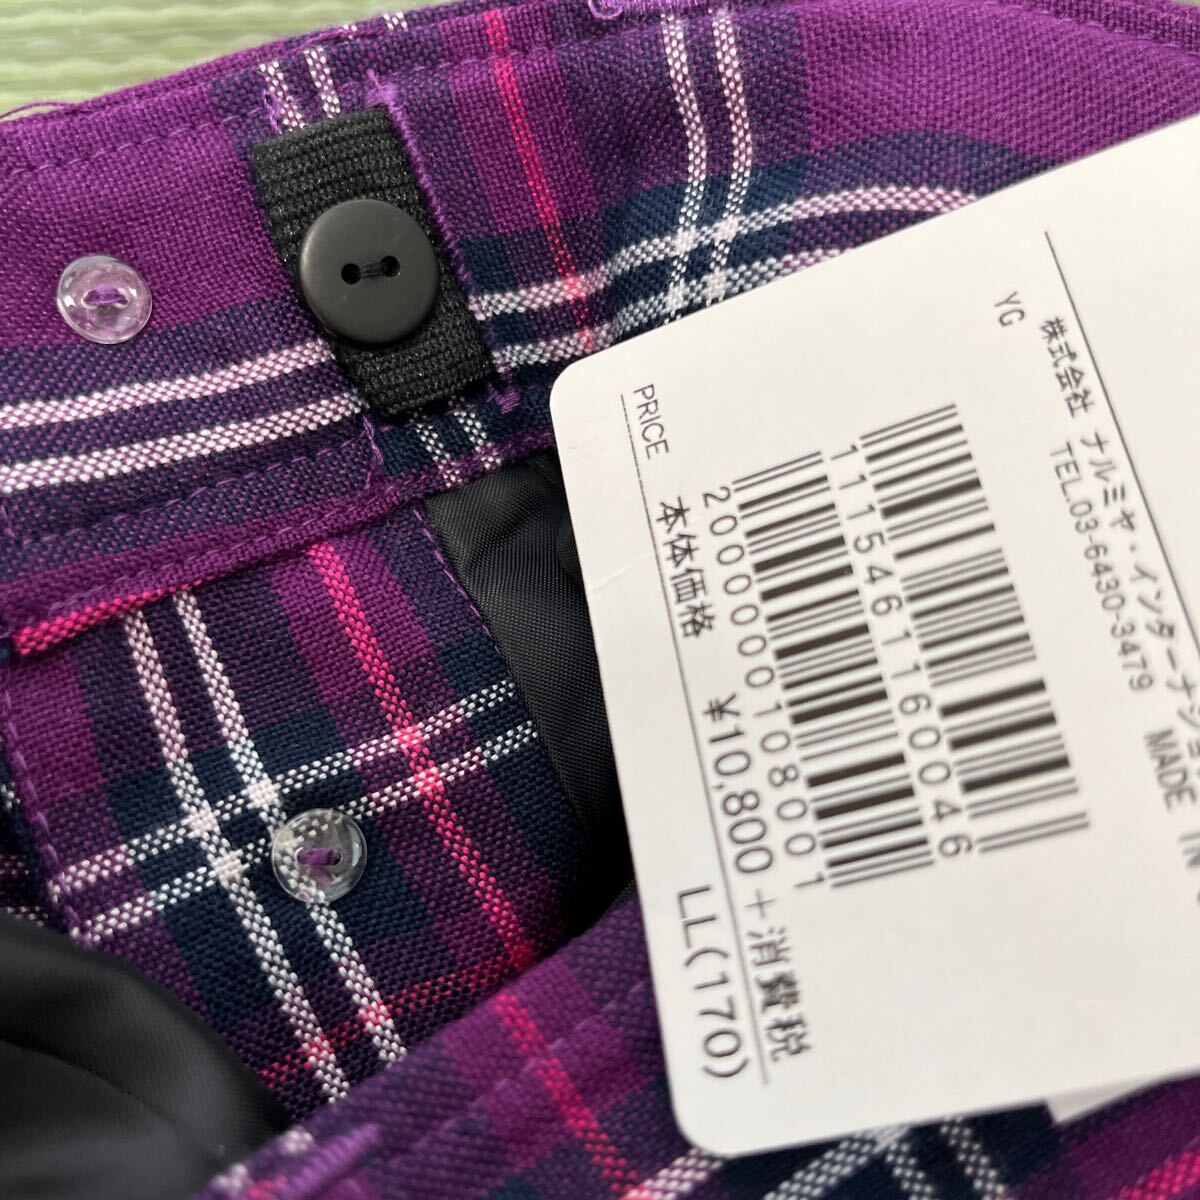 YG
株式会社 ナルミヤ・インターナショ
TEL.03-6430-3479 MADE IN
1115461160046
2000000108001
PRICE 本体価格 ¥10,800+消費税
LL(170)